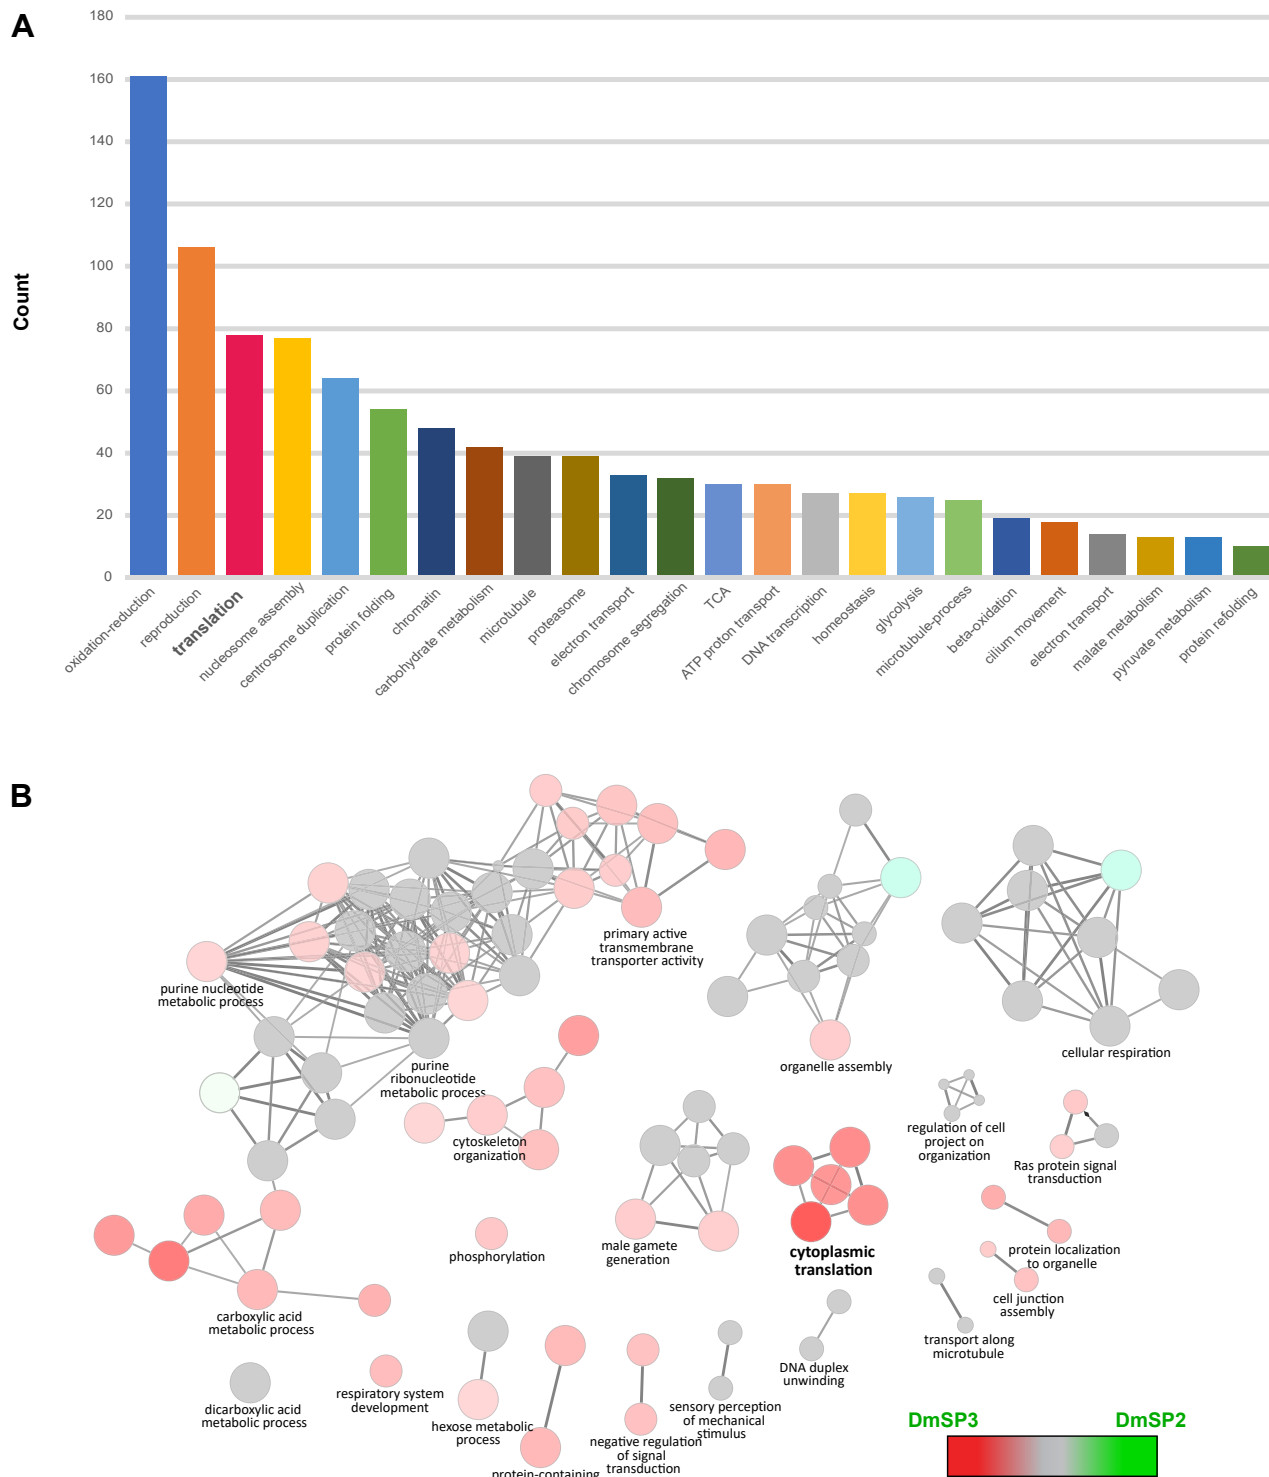 A
180
160
140
120
100
80
60
40
20
0
Count
oxidation-reduction
reproduction
translation
nucleosome assembly
centrosome duplication
protein folding
chromatin
carbohydrate metabolism
microtubule
proteasome
electron transport
chromosome segregation
TCA
ATP proton transport
DNA transcription
homeostasis
glycolysis
microtubule-process
beta-oxidation
cilium movement
electron transport
malate metabolism
pyruvate metabolism
protein refolding
B
primary active
transmembrane
transporter activity
purine nucleotide
metabolic process
purine
ribonucleotide
metabolic process
organelle assembly
cellular respiration
cytoskeleton
organization
regulation of cell
project on
organization
Ras protein signal
transduction
phosphorylation
male gamete
generation
cytoplasmic
translation
protein localization
to organelle
cell junction
assembly
carboxylic acid
metabolic process
transport along
microtubule
DNA duplex
unwinding
dicarboxylic acid
metabolic process
respiratory system
development
hexose metabolic
process
sensory perception
of mechanical
stimulus
negative regulation
of signal
transduction
protein-containing
DmSP3
DmSP2